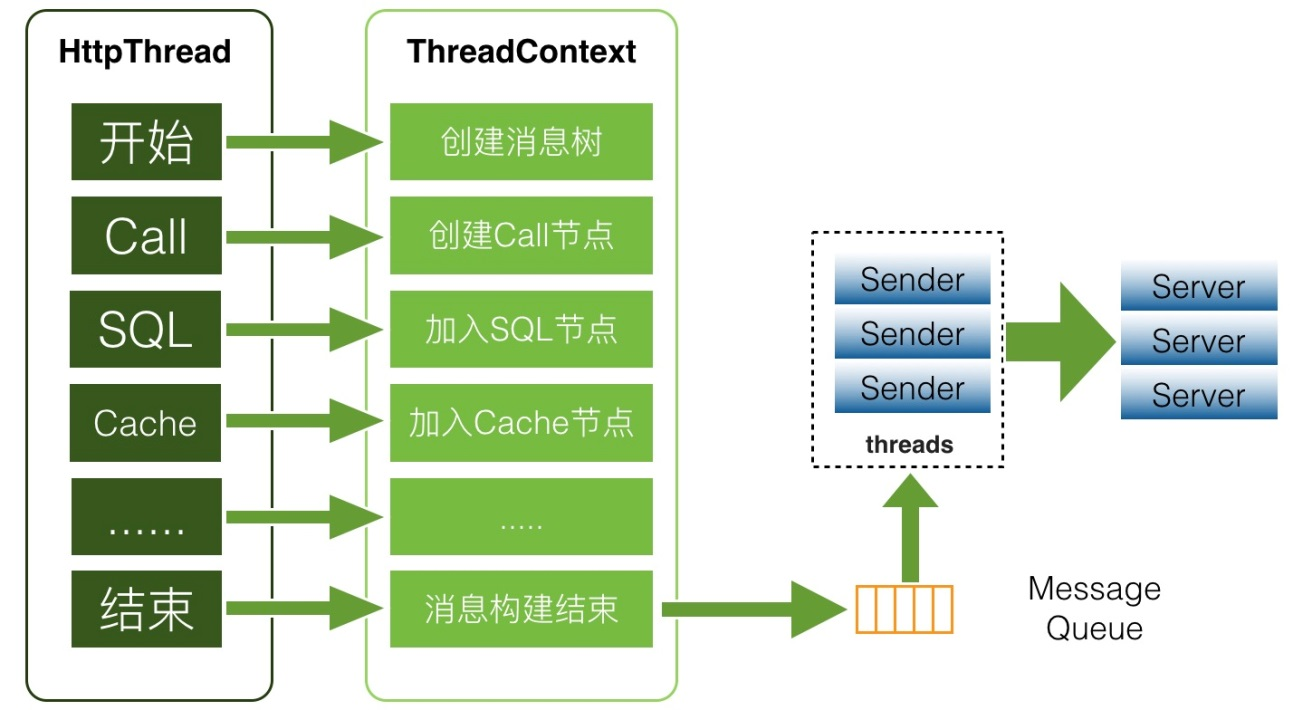 HttpThread
开始
Call
SQL
Cache
......
结束
ThreadContext
创建消息树
创建Call节点
加入SQL节点
加入Cache节点
.....
消息构建结束
Sender
Sender
Sender
threads
Server
Server
Server
Message
Queue